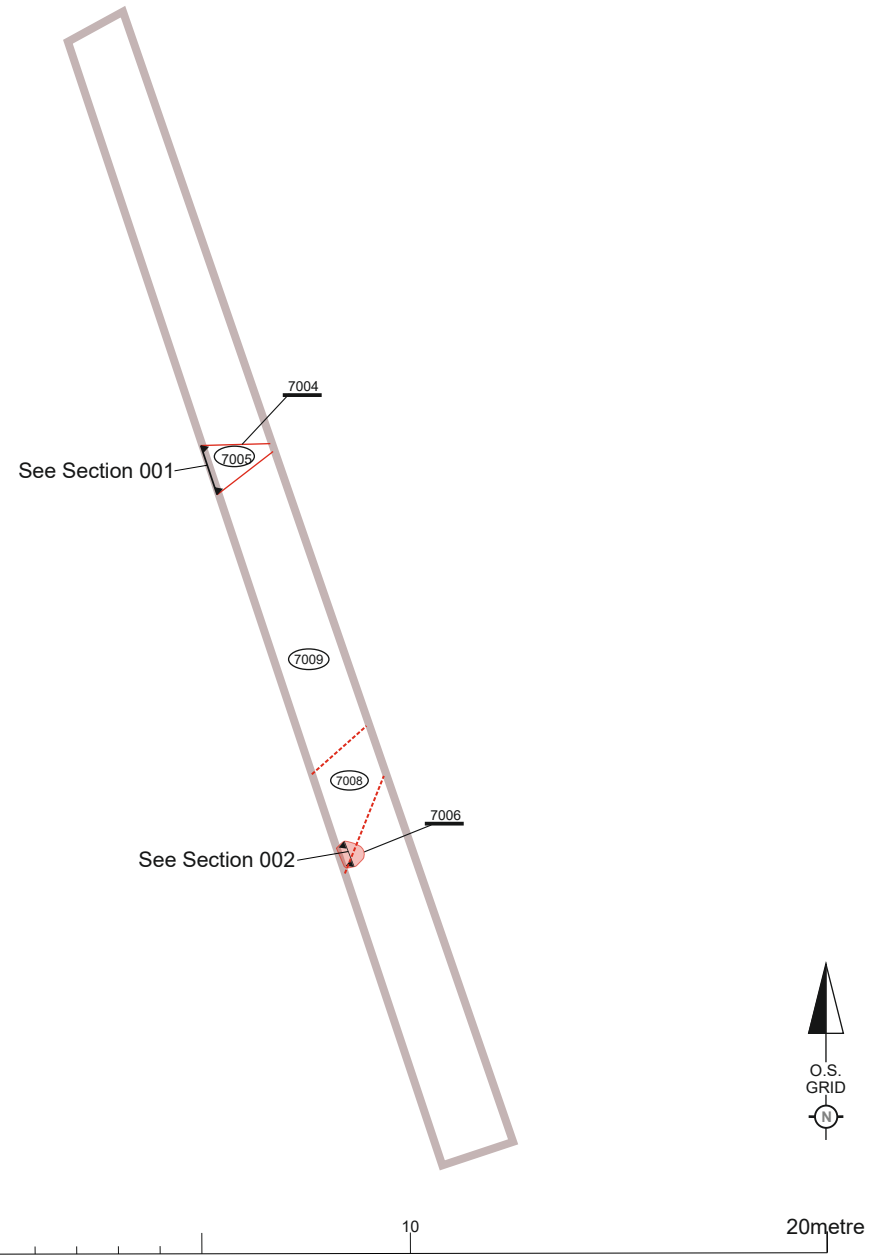 7004
7005
See Section 001
7009
7008
7006
See Section 002
O.S.
GRID
N
10
20metre